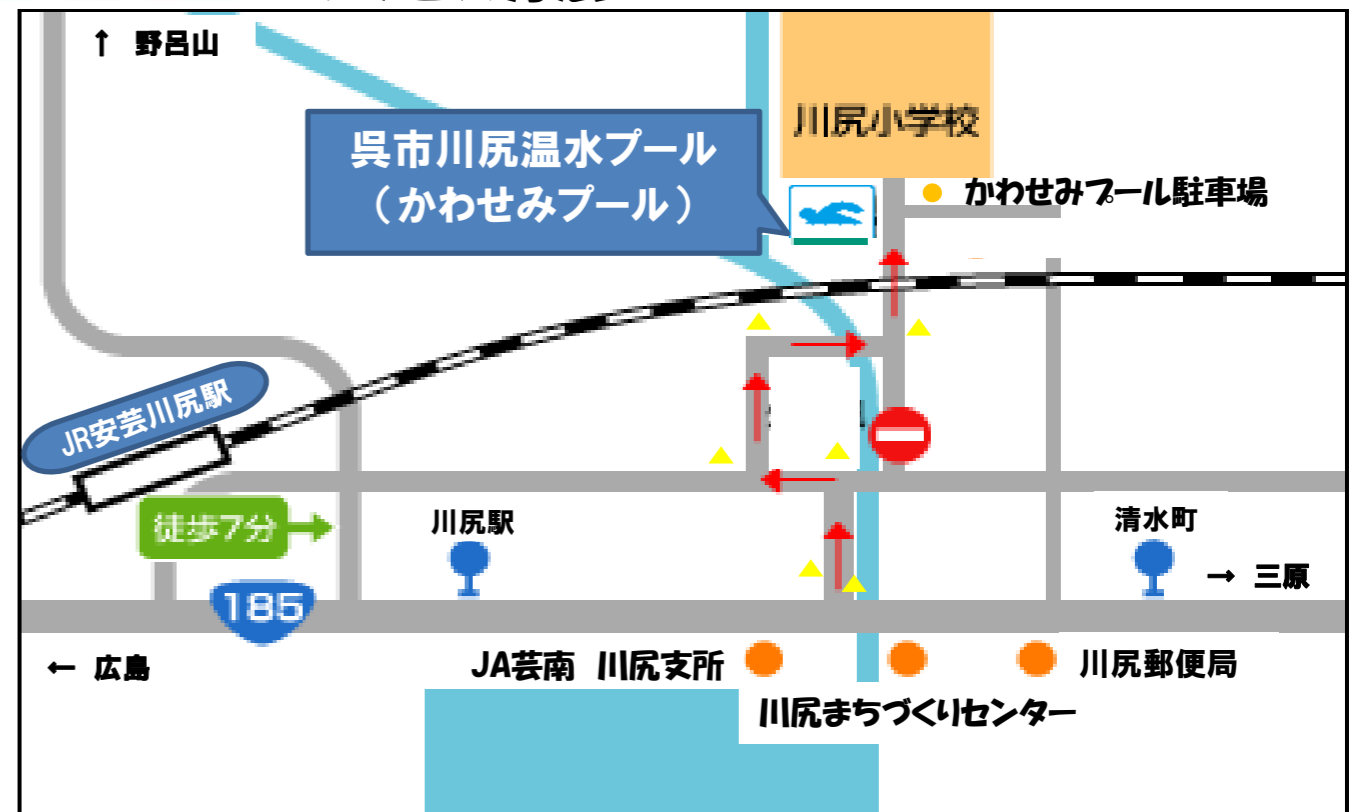 ↑ 野呂山
川尻小学校
呉市川尻温水プール
(かわせみプール)
かわせみプール駐車場
JR安芸川尻駅
徒歩7分
川尻駅
清水町
185
→ 三原
← 広島
JA芸南 川尻支所
川尻郵便局
川尻まちづくりセンター